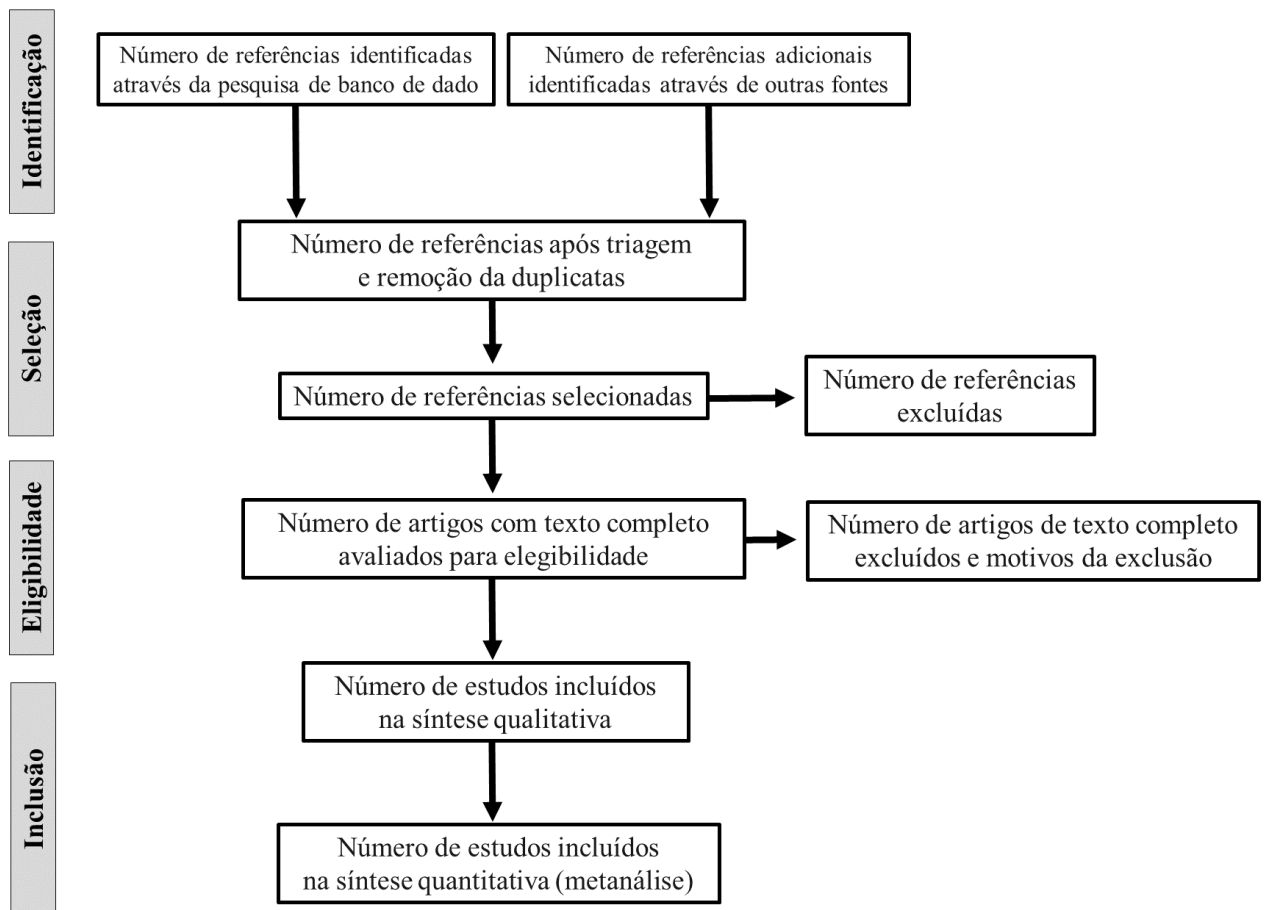 Identificação
Número de referências identificadas
através da pesquisa de banco de dado
Número de referências adicionais
identificadas através de outras fontes
Seleção
Número de referências após triagem
e remoção da duplicatas
Número de referências selecionadas
Número de referências
excluídas
Eligibilidade
Número de artigos com texto completo
avaliados para elegibilidade
Número de artigos de texto completo
excluídos e motivos da exclusão
Inclusão
Número de estudos incluídos
na síntese qualitativa
Número de estudos incluídos
na síntese quantitativa (metanálise)